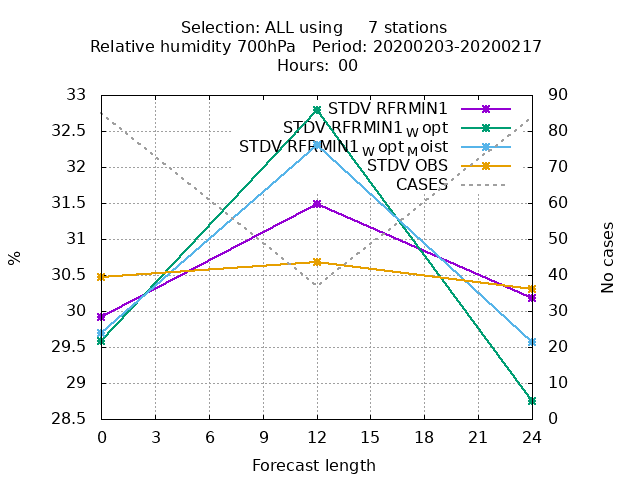 Selection: ALL using 7 stations
Relative humidity 700hPa Period: 20200203-20200217
Hours: 00
33
32.5
32
31.5
31
30.5
30
29.5
29
28.5
%
90
80
70
60
50
40
30
20
10
0
No cases
STDV RFRMIN1
STDV RFRMIN1 W opt
STDV RFRMIN1 W opt M oist
STDV OBS
CASES
0 3 6 9 12 15 18 21 24
Forecast length